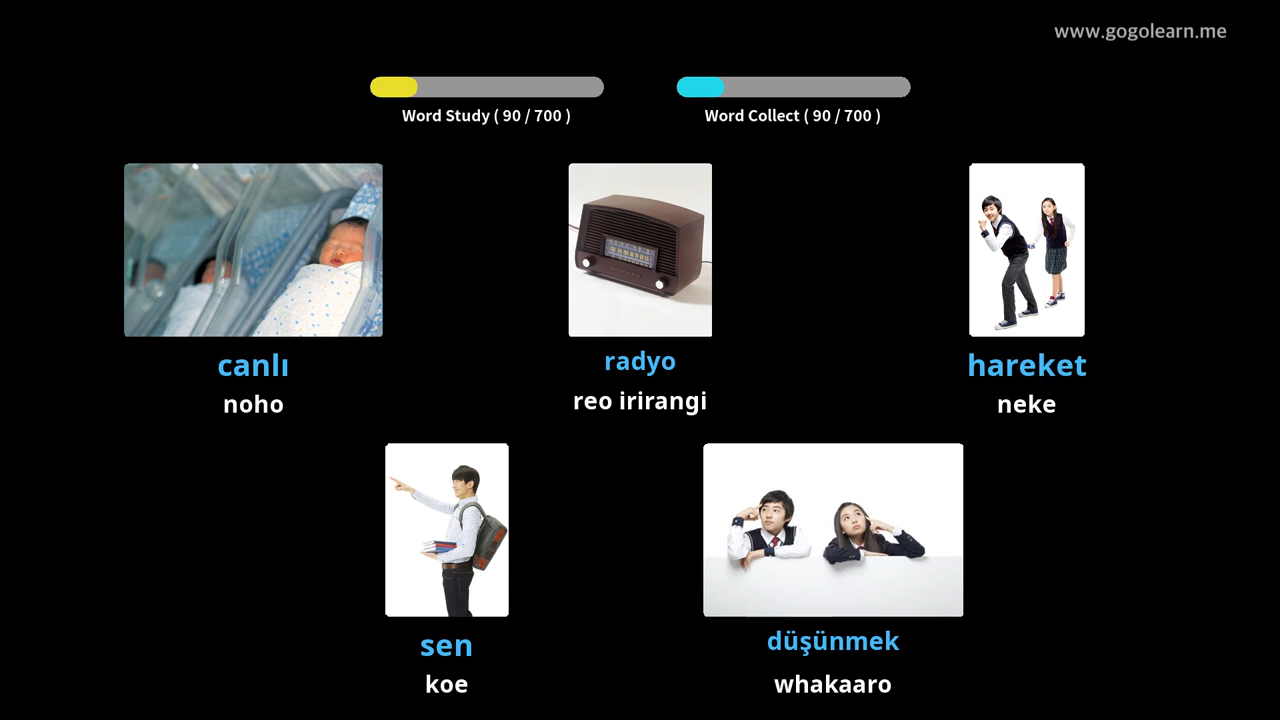 www.gogolearn.me
Word Study ( 90 / 700 )
Word Collect ( 90 / 700 )
canlı
noho
radyo
reo irirangi
hareket
neke
sen
koe
düşünmek
whakaaro